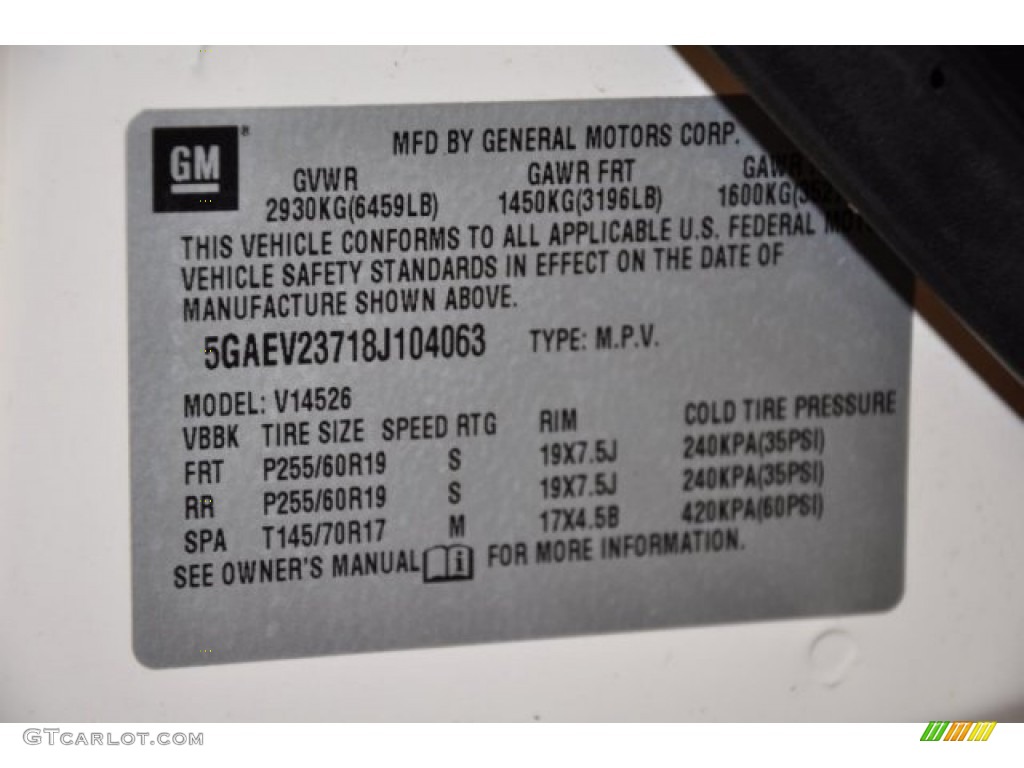 GM®
MFD BY GENERAL MOTORS CORP.
GVWR GAWR FRT GAWR
2930KG(6459LB) 1450KG(3196LB) 1600KG
THIS VEHICLE CONFORMS TO ALL APPLICABLE U.S. FEDERAL
VEHICLE SAFETY STANDARDS IN EFFECT ON THE DATE OF
MANUFACTURE SHOWN ABOVE.
5GAEV23718J104063 TYPE: M.P.V.
MODEL: V14526
VBBK TIRE SIZE SPEED RTG RIM COLD TIRE PRESSURE
FRT P255/60R19 S 19X7.5J 240KPA(35PSI)
RR P255/60R19 S 19X7.5J 240KPA(35PSI)
SPA T145/70R17 M 17X4.5B 420KPA(60PSI)
SEE OWNER'S MANUAL i FOR MORE INFORMATION.
GTCARLOT.COM